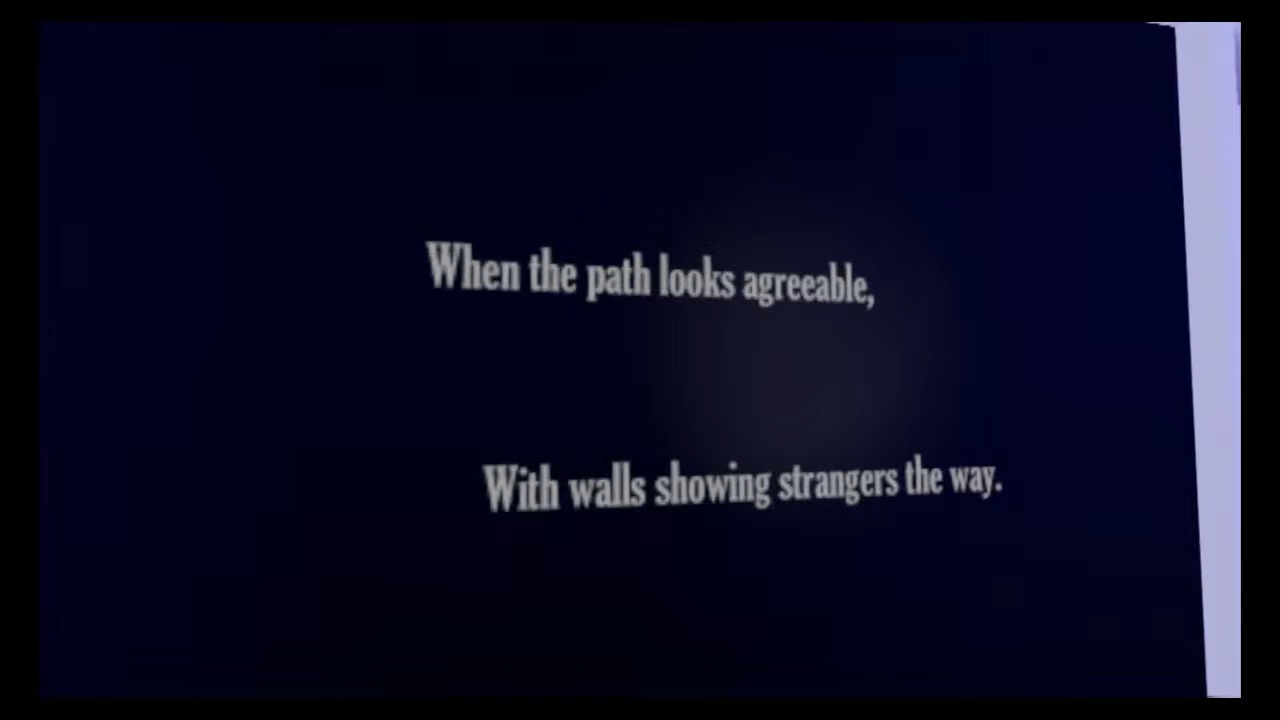 When the path looks agreeable,
With walls showing strangers the way.